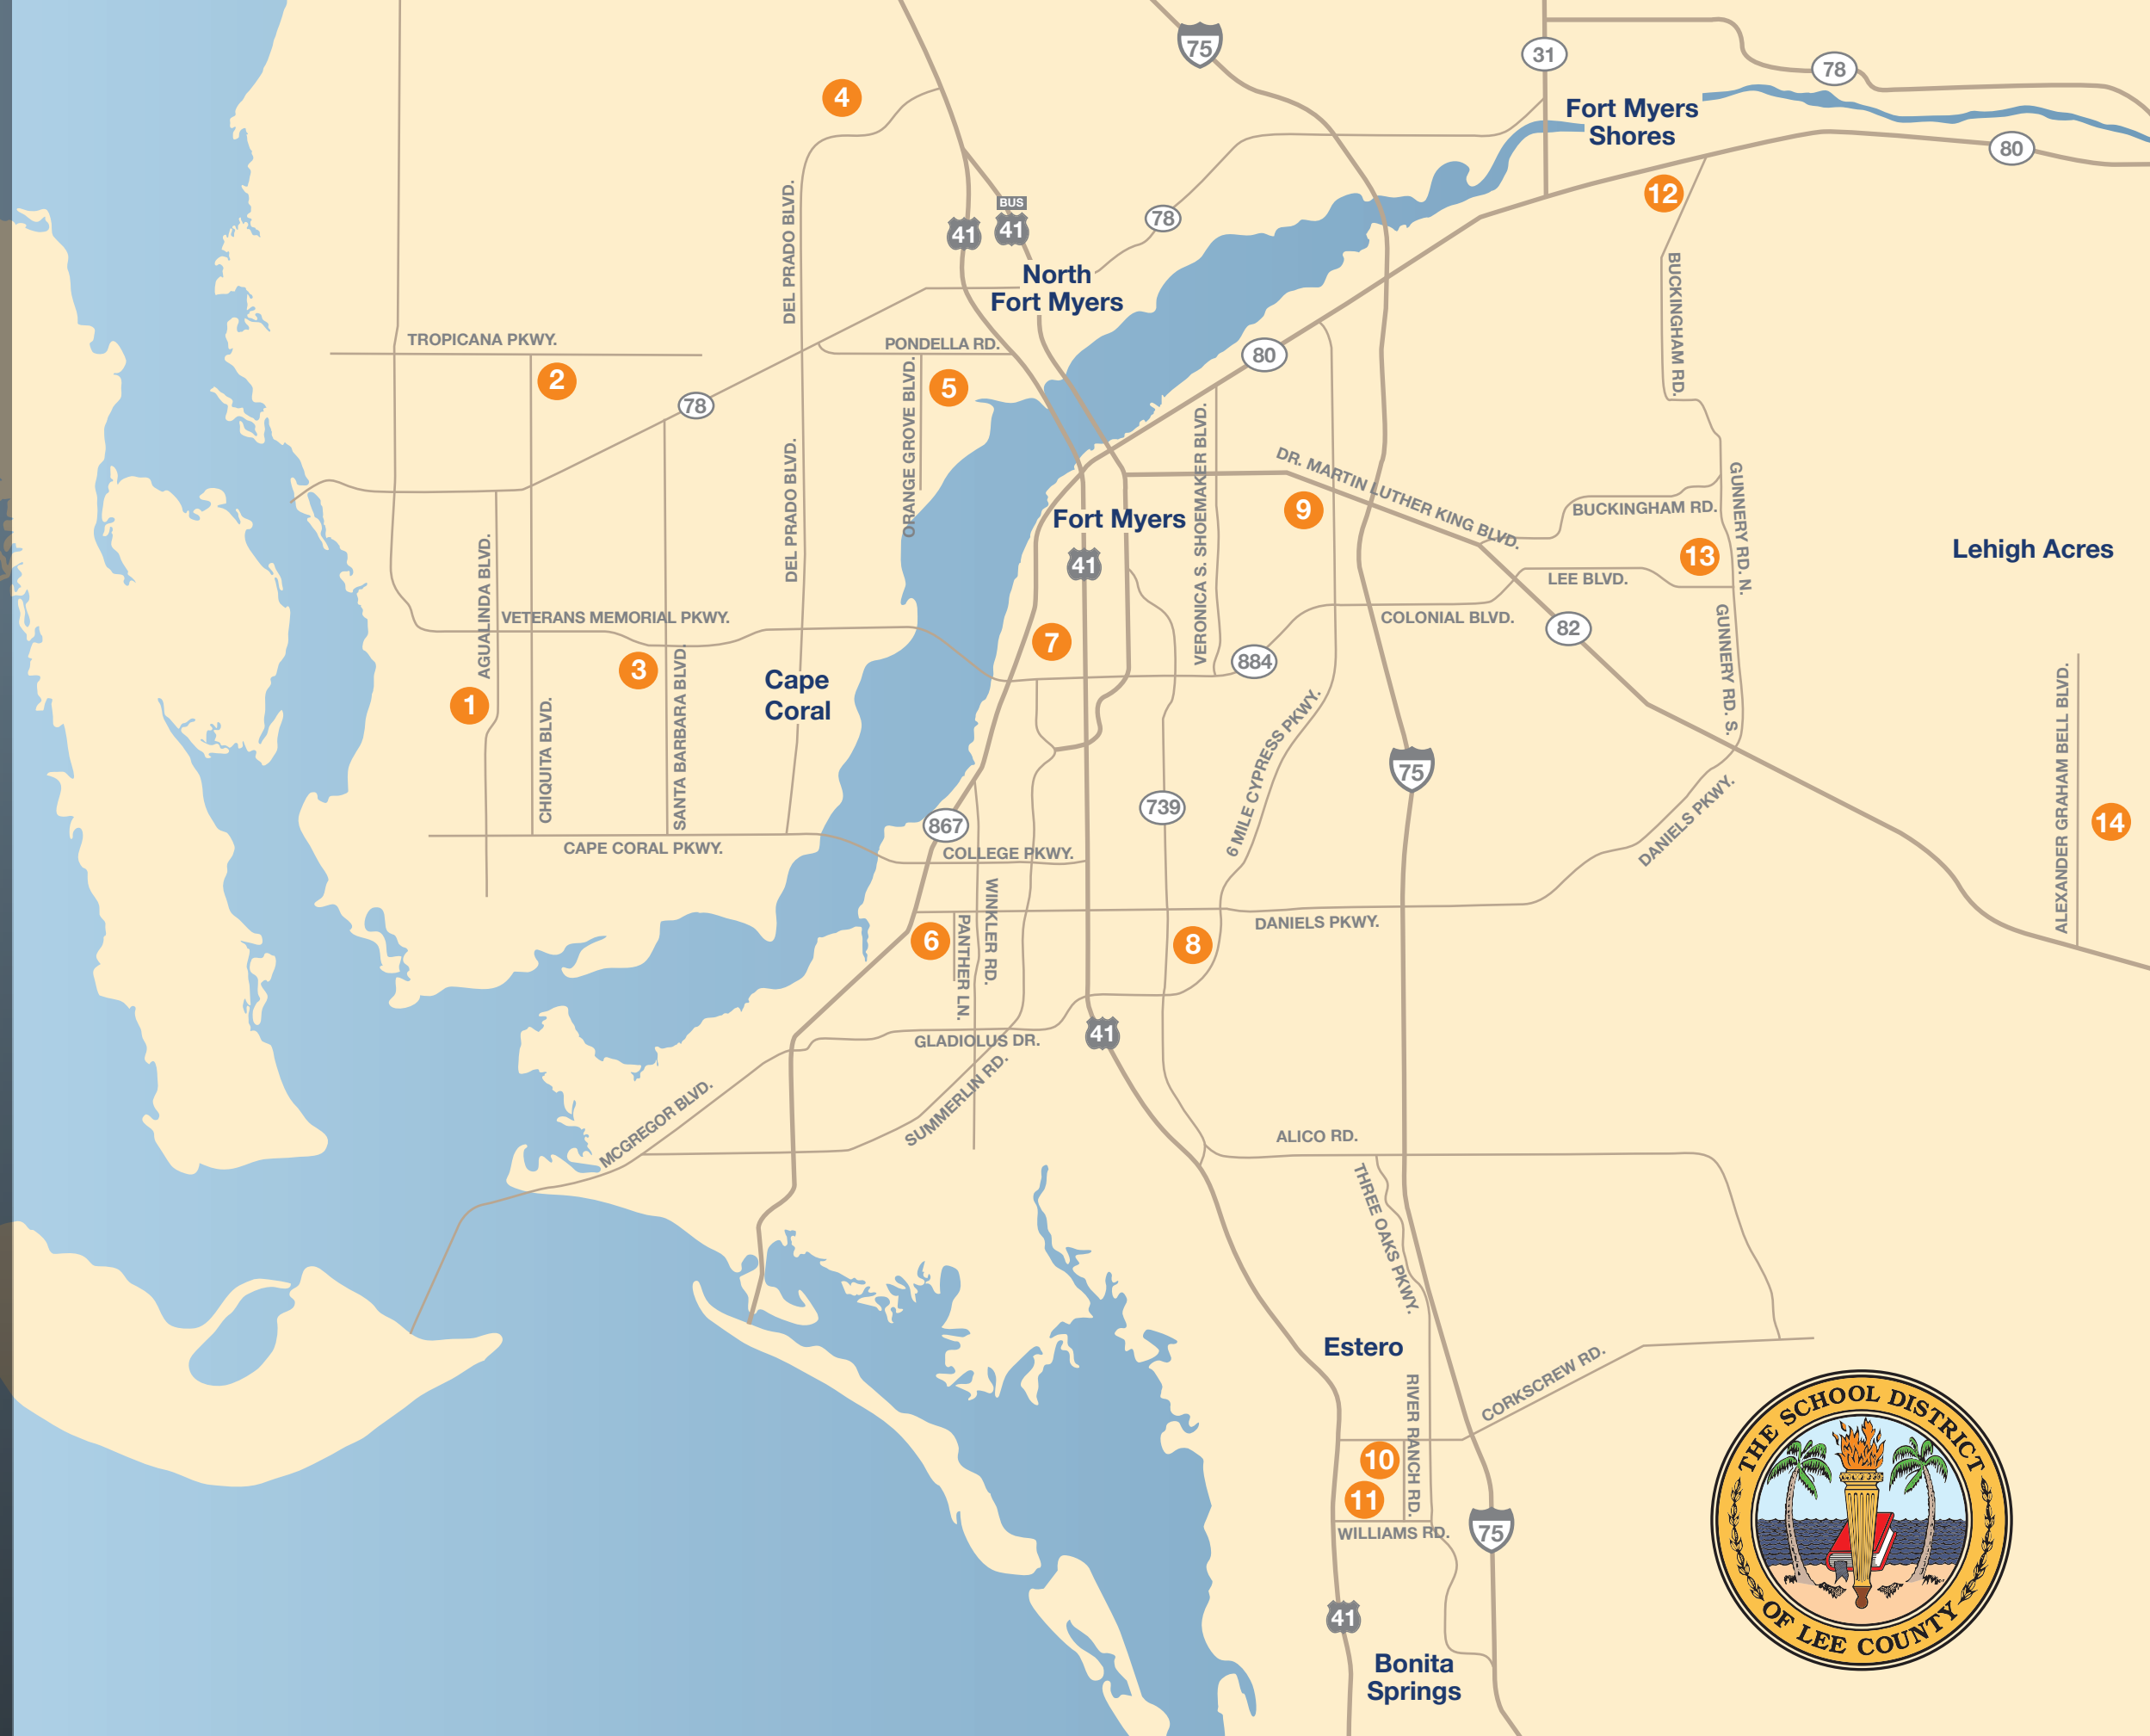 75
31
78
4
Fort Myers
Shores
80
12
DEL PRADO BLVD.
BUS
41
41
78
North
Fort Myers
BUCKINGHAM RD.
TROPICANA PKWY.
PONDELLA RD.
80
2
5
78
ORANGE GROVE BLVD.
VERONICA S. SHOEMAKER BLVD.
DEL PRADO BLVD.
DR. MARTIN LUTHER KING BLVD.
9
BUCKINGHAM RD.
GUNNERY RD. N.
Fort Myers
13
Lehigh Acres
41
AGUALINDA BLVD.
LEE BLVD.
VETERANS MEMORIAL PKWY.
COLONIAL BLVD.
82
7
GUNNERY RD. S.
3
884
Cape
Coral
1
SANTA BARBARA BLVD.
CHIQUITA BLVD.
6 MILE CYPRESS PKWY.
75
ALEXANDER GRAHAM BELL BLVD.
739
14
867
DANIELS PKWY.
CAPE CORAL PKWY.
COLLEGE PKWY.
WINKLER RD.
DANIELS PKWY.
6
PANTHER LN.
8
41
GLADIOLUS DR.
SUMMERLIN RD.
MCGREGOR BLVD.
ALICO RD.
THREE OAKS PKWY.
Estero
CORKSCREW RD.
RIVER RANCH RD.
10
11
WILLIAMS RD.
75
41
Bonita
Springs
THE SCHOOL DISTRICT
OF LEE COUNTY